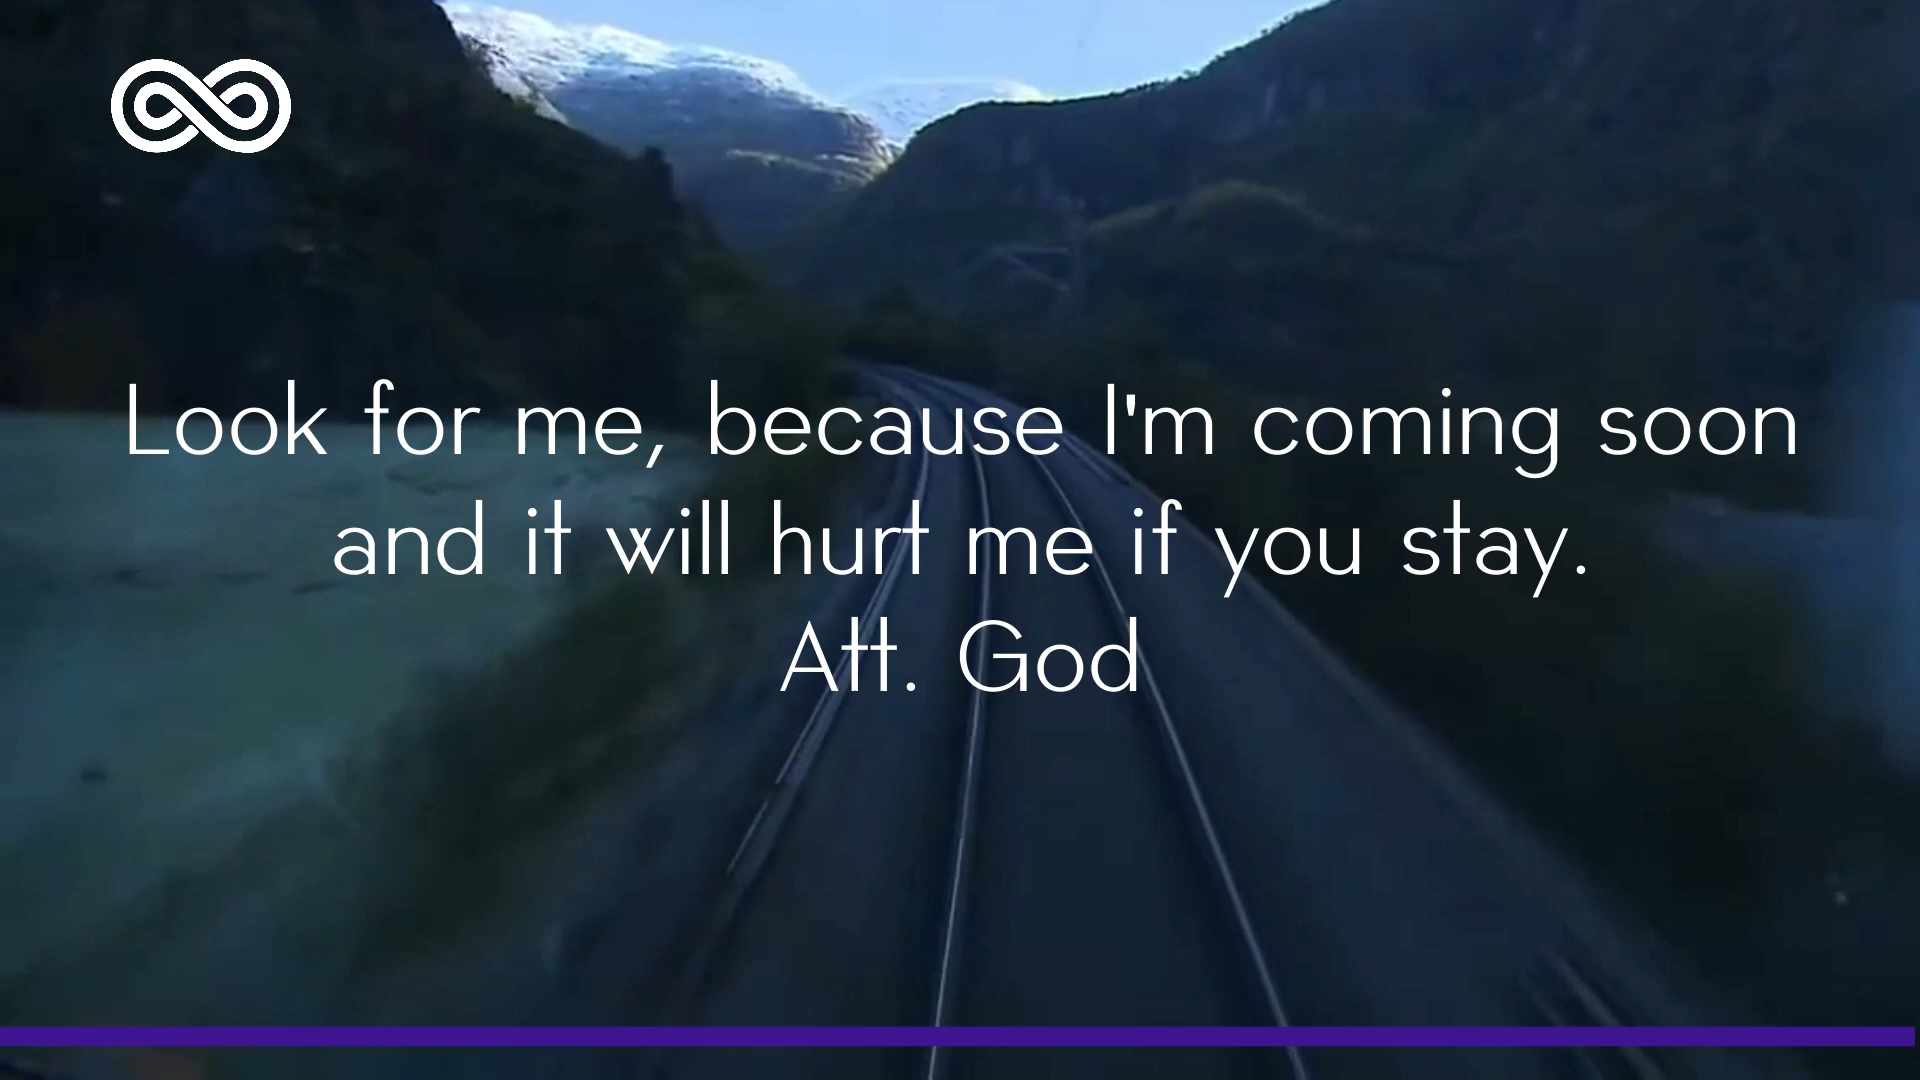 Look for me, because I'm coming soon
and it will hurt me if you stay.
Att. God